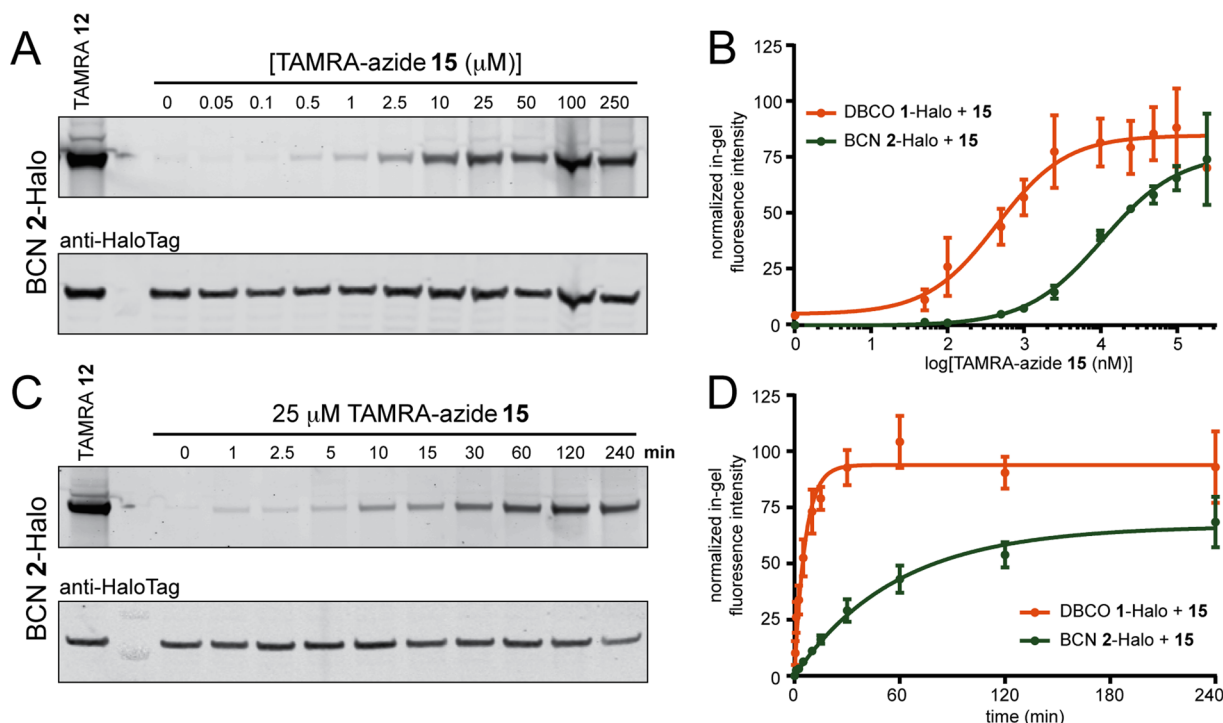 A
TAMRA 12
[TAMRA-azide 15 (μM)]
0 0.05 0.1 0.5 1 2.5 10 25 50 100 250
BCN 2-Halo
anti-HaloTag
B
normalized in-gel
fluoresence intensity
125
100
75
50
25
0
DBCO 1-Halo + 15
BCN 2-Halo + 15
0 1 2 3 4 5
log[TAMRA-azide 15 (nM)]
C
TAMRA 12
25 μM TAMRA-azide 15
0 1 2.5 5 10 15 30 60 120 240 min
BCN 2-Halo
anti-HaloTag
D
normalized in-gel
fluoresence intensity
125
100
75
50
25
0
DBCO 1-Halo + 15
BCN 2-Halo + 15
0 60 120 180 240
time (min)